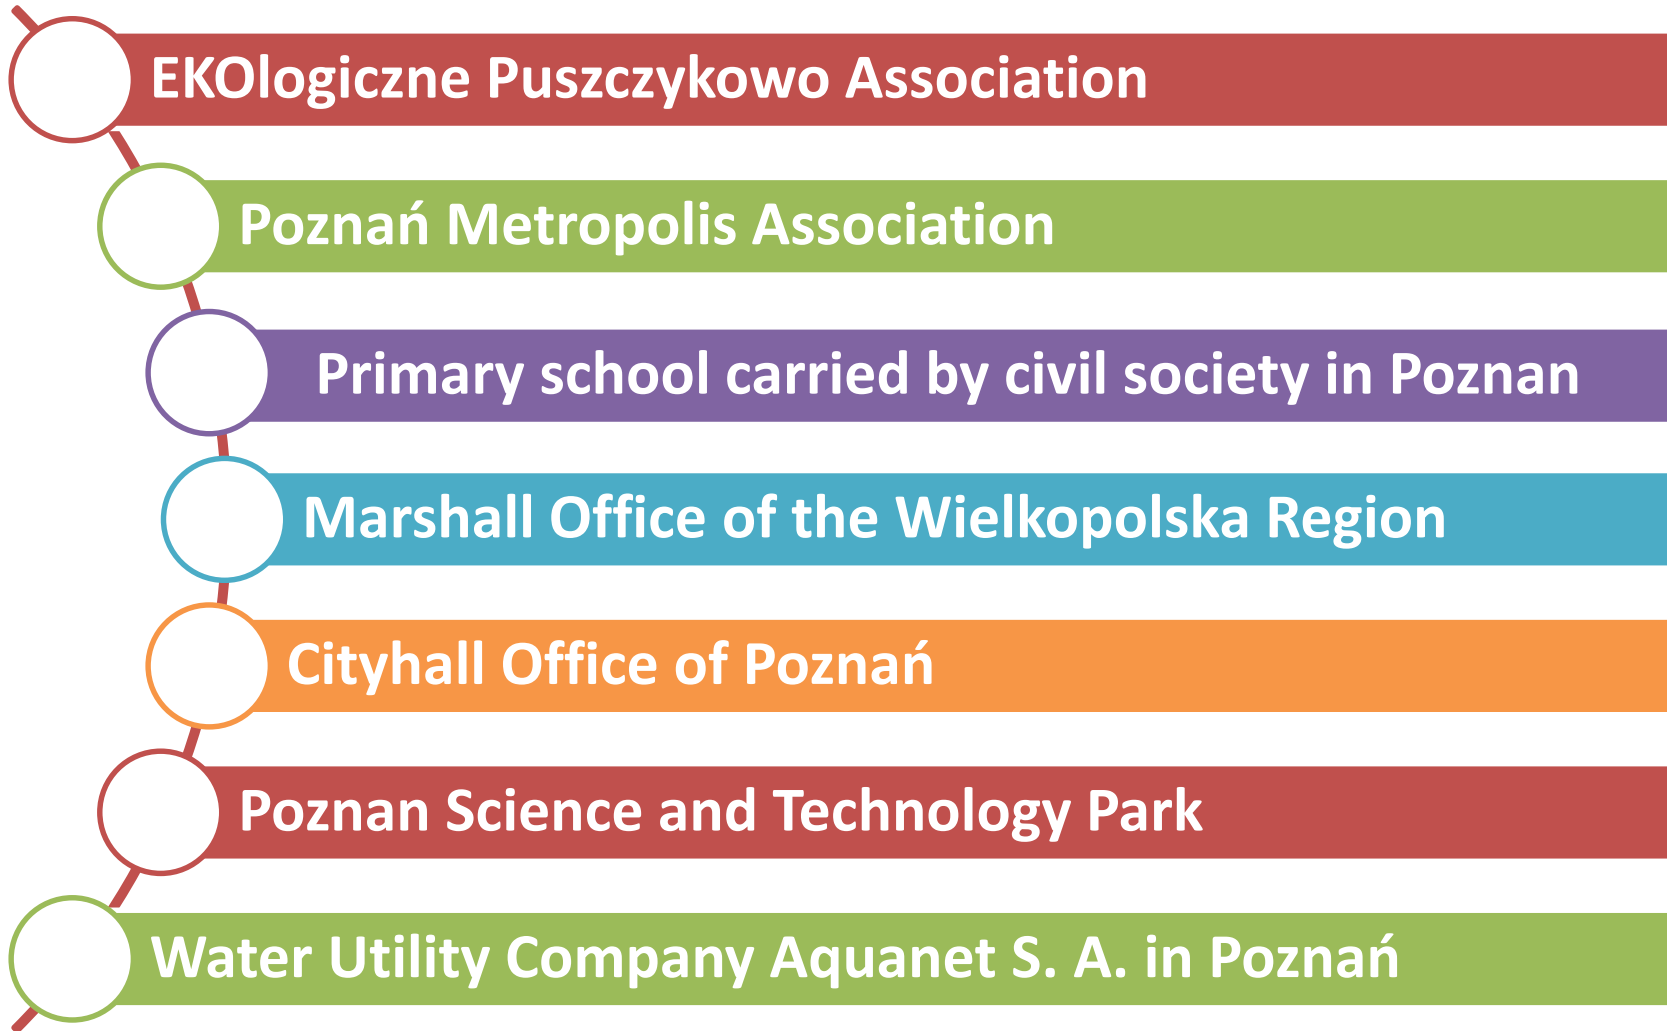 EKOlogiczne Puszczykowo Association
Poznań Metropolis Association
Primary school carried by civil society in Poznan
Marshall Office of the Wielkopolska Region
Cityhall Office of Poznań
Poznan Science and Technology Park
Water Utility Company Aquanet S. A. in Poznań